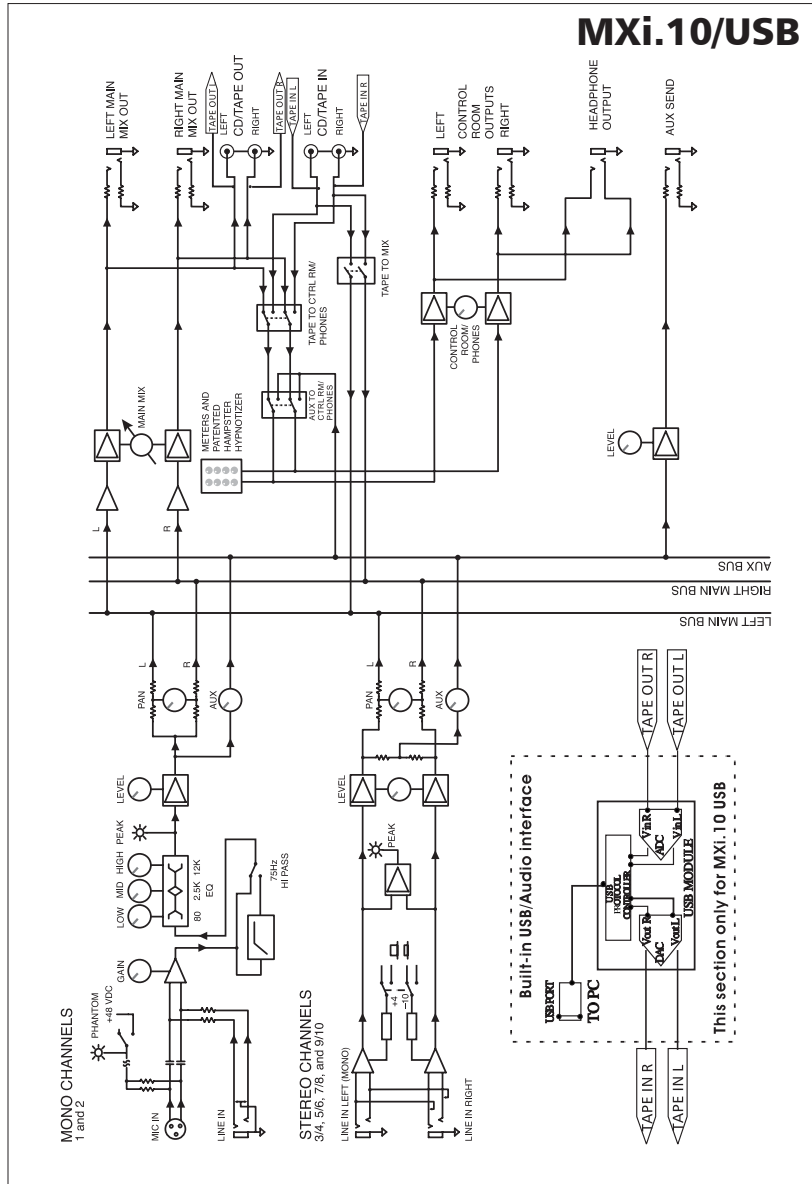 MXi.10/USB
MONO CHANNELS
1 and 2
MIC IN
LINE IN
PHANTOM
+48 VDC
GAIN
75Hz
HI PASS
LOW
MID
HIGH
80
2.5K
12K
EQ
PEAK
LEVEL
PAN
L
R
AUX
STEREO CHANNELS
3/4, 5/6, 7/8, and 9/10
LINE IN LEFT (MONO)
LINE IN RIGHT
+4
–10
PEAK
LEVEL
PAN
L
R
AUX
LEFT MAIN BUS
RIGHT MAIN BUS
AUX BUS
L
R
MAIN MIX
METERS AND
PATENTED
HAMPSTER
HYPNOTIZER
AUX TO
CTRL RM/
PHONES
TAPE TO CTRL RM/
PHONES
TAPE TO MIX
CONTROL
ROOM/
PHONES
LEVEL
LEFT MAIN
MIX OUT
RIGHT MAIN
MIX OUT
TAPE OUT L
LEFT
CD/TAPE OUT
RIGHT
TAPE OUT R
TAPE IN L
LEFT
CD/TAPE IN
RIGHT
TAPE IN R
LEFT
CONTROL
ROOM
OUTPUTS
RIGHT
HEADPHONE
OUTPUT
AUX SEND
Built-in USB/Audio interface
USB PORT
TO PC
USB
PROTOCOL
CONTROLLER
Vout R
DAC
Vout L
Vin R
ADC
Vin L
USB MODULE
This section only for MXi.10 USB
TAPE IN R
TAPE IN L
TAPE OUT R
TAPE OUT L